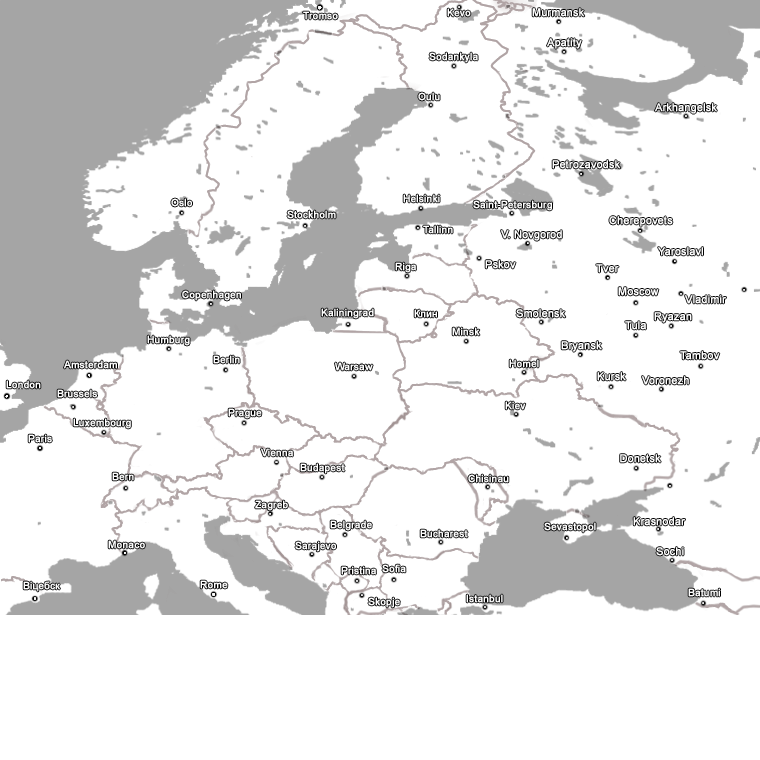 Tromso
Kevo
Murmansk
Apatity
Sodankyla
Oulu
Arkhangelsk
Petrozavodsk
Oslo
Helsinki
Saint-Petersburg
Stockholm
Cherepovets
Tallinn
V. Novgorod
Yaroslavl
Riga
Pskov
Tver
Copenhagen
Moscow
Vladimir
Kaliningrad
Клин
Smolensk
Ryazan
Minsk
Tula
Humburg
Bryansk
Berlin
Tambov
Amsterdam
Warsaw
Homel
Kursk
Voronezh
London
Brussels
Kiev
Prague
Luxembourg
Paris
Vienna
Donetsk
Budapest
Bern
Chisinau
Zagreb
Belgrade
Sevastopol
Krasnodar
Bucharest
Monaco
Sarajevo
Sochi
Pristina
Sofia
Віцебск
Rome
Batumi
Skopje
Istanbul